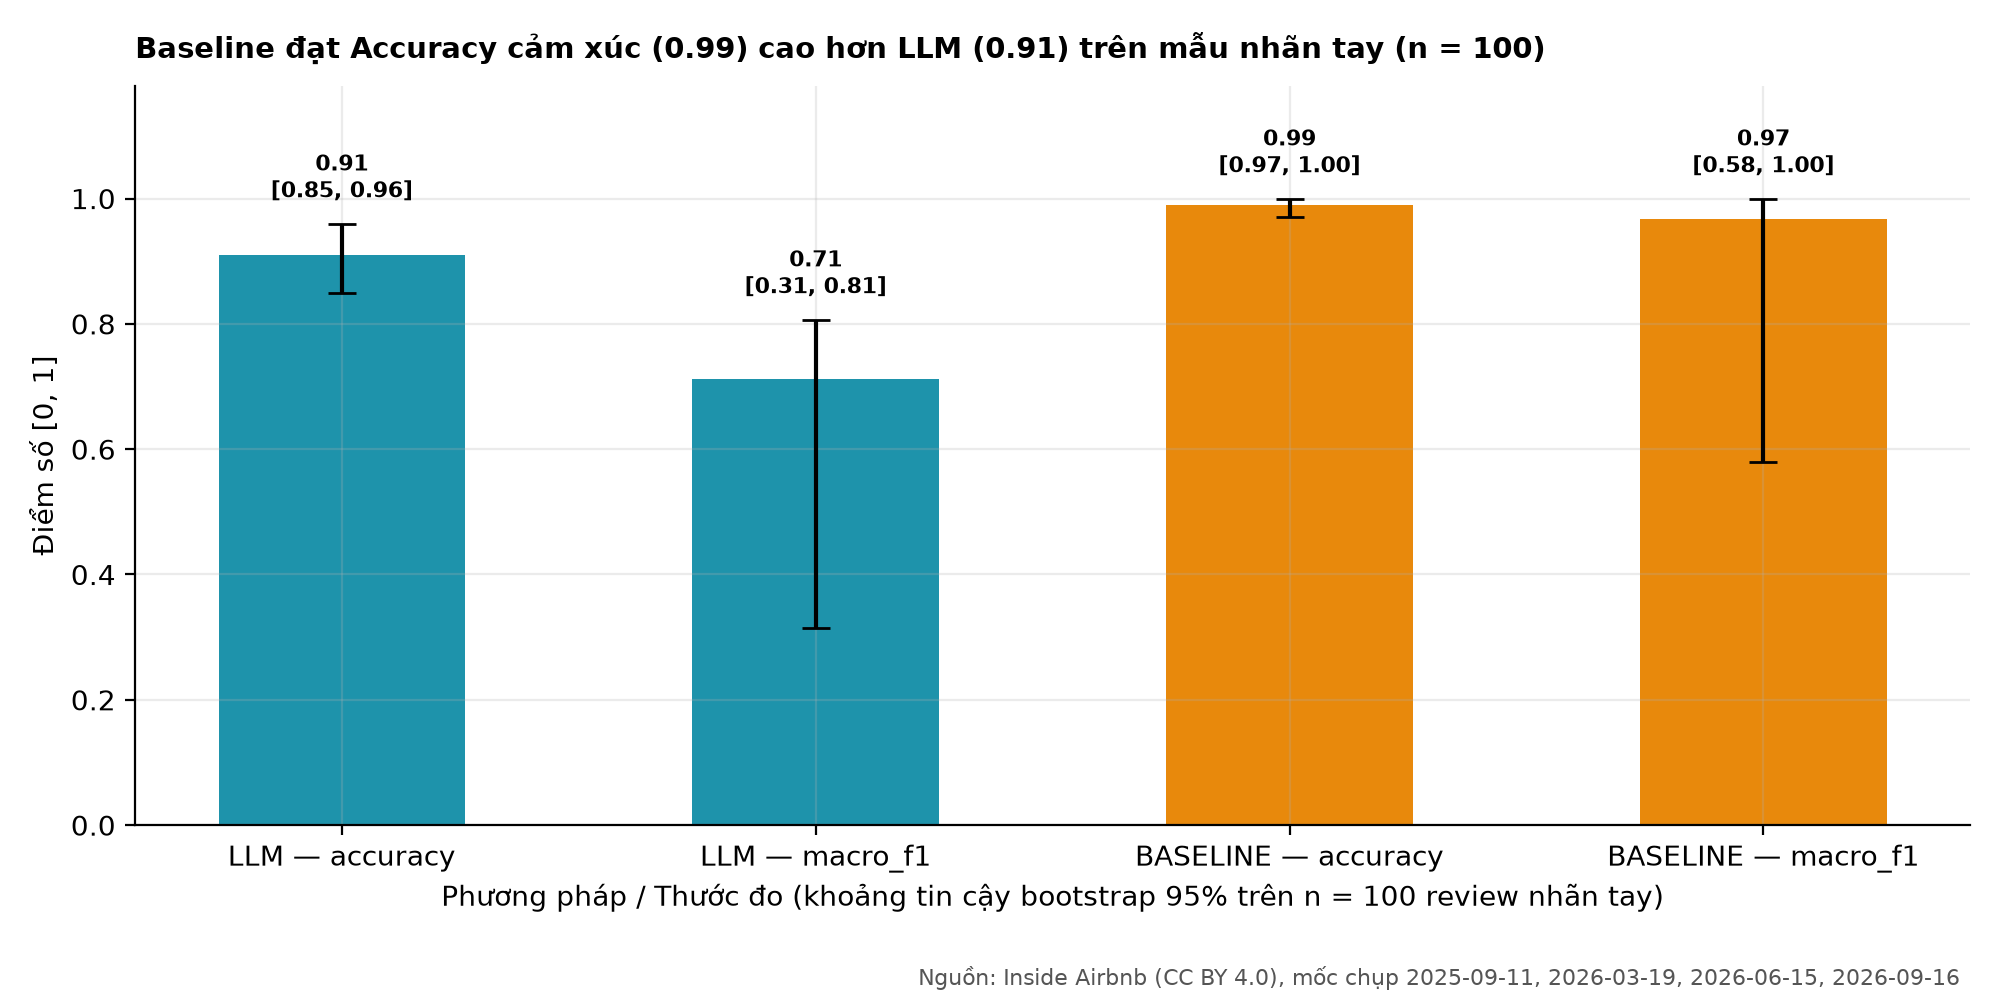 Baseline đạt Accuracy cảm xúc (0.99) cao hơn LLM (0.91) trên mẫu nhãn tay (n = 100)
0.91
[0.85, 0.96]
0.71
[0.31, 0.81]
0.99
[0.97, 1.00]
0.97
[0.58, 1.00]
Điểm số [0, 1]
1.0
0.8
0.6
0.4
0.2
0.0
LLM — accuracy
LLM — macro_f1
BASELINE — accuracy
BASELINE — macro_f1
Phương pháp / Thước đo (khoảng tin cậy bootstrap 95% trên n = 100 review nhãn tay)
Nguồn: Inside Airbnb (CC BY 4.0), mốc chụp 2025-09-11, 2026-03-19, 2026-06-15, 2026-09-16